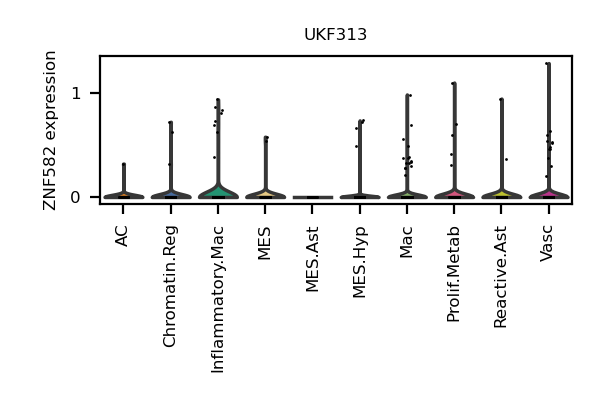 UKF313
ZNF582 expression
1
0
AC
Chromatin.Reg
Inflammatory.Mac
MES
MES.Ast
MES.Hyp
Mac
Prolif.Metab
Reactive.Ast
Vasc